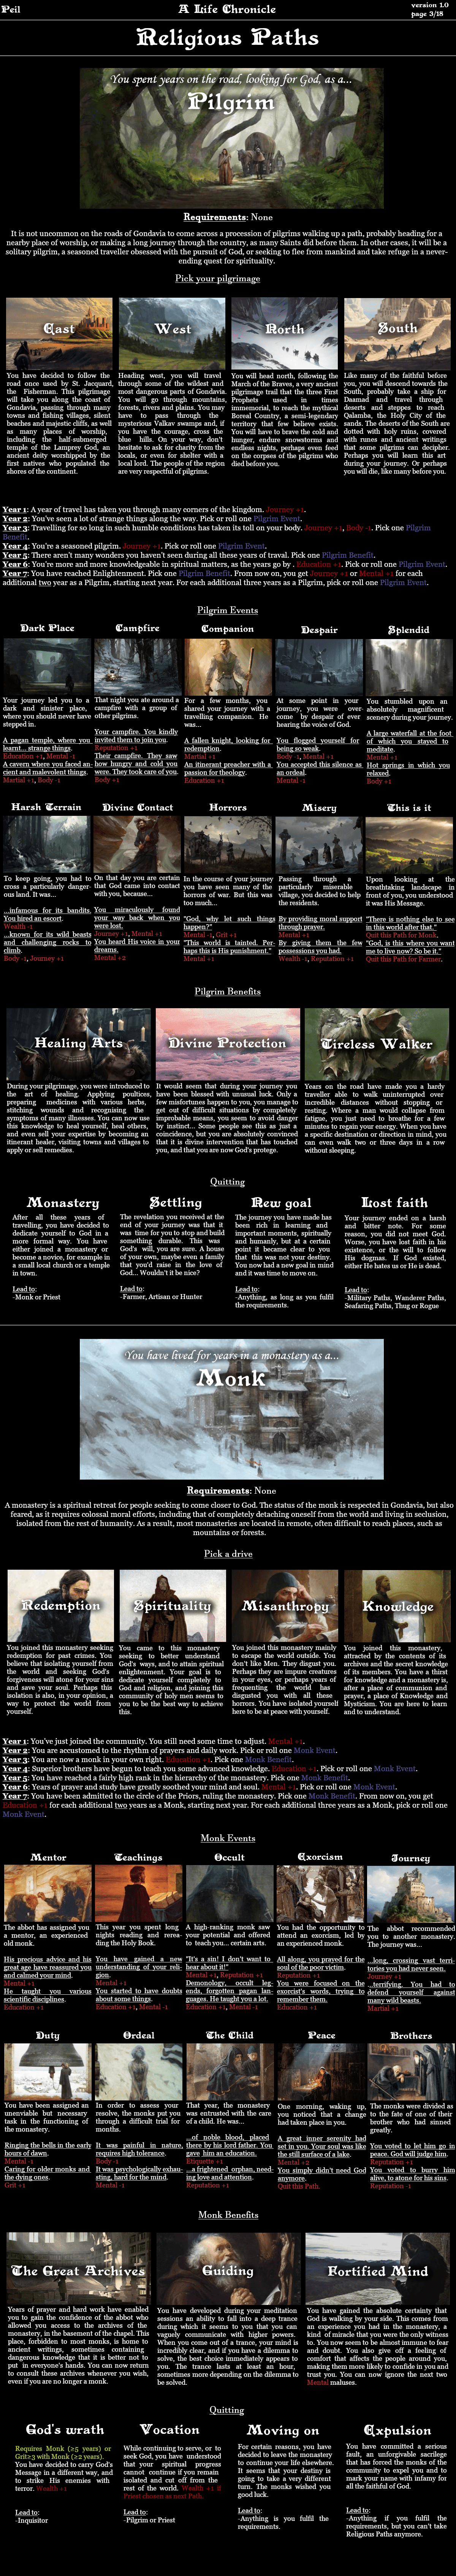 Peil
A Life Chronicle
version 1.0
page 3/18
Religious Paths
You spent years on the road, looking for God, as a...
Pilgrim
Requirements: None
It is not uncommon on the roads of Gondavia to come across a procession of pilgrims walking up a path, probably heading for a
nearby place of worship, or making a long journey through the country, as many Saints did before them. In other cases, it will be a
solitary pilgrim, a seasoned traveller obsessed with the pursuit of God, or seeking to flee from mankind and take refuge in a never-
ending quest for spirituality.
Pick your pilgrimage
East
You have decided to follow the
road once used by St. Jacquard,
the Fisherman. This pilgrimage
will take you along the coast of
Gondavia, passing through many
towns and fishing villages, silent
beaches and majestic cliffs, as well
as many places of worship,
including the half-submerged
temple of the Lamprey God, an
ancient deity worshipped by the
first natives who populated the
shores of the continent.
West
Heading west, you will travel
through some of the wildest and
most dangerous parts of Gondavia.
You will go through mountains,
forests, rivers and plains. You may
have to pass through the
mysterious Valkav swamps and, if
you have the courage, cross the
blue hills. On your way, don't
hesitate to ask for charity from the
locals, or even for shelter with a
local lord. The people of the region
are very respectful of pilgrims.
North
You will head north, following the
March of the Braves, a very ancient
pilgrimage trail that the three First
Prophets used in times
immemorial, to reach the mythical
Boreal Country, a semi-legendary
territory that few believe exists.
You will have to brave the cold and
hunger, endure snowstorms and
endless nights, perhaps even feed
on the corpses of the pilgrims who
died before you.
South
Like many of the faithful before
you, you will descend towards the
South, probably take a ship for
Daamad and travel through
deserts and steppes to reach
Qalamba, the Holy City of the
sands. The deserts of the South are
dotted with holy ruins, covered
with runes and ancient writings
that some pilgrims can decipher.
Perhaps you will learn this art
during your journey. Or perhaps
you will die, like many before you.
Year 1: A year of travel has taken you through many corners of the kingdom. Journey +1.
Year 2: You've seen a lot of strange things along the way. Pick or roll one Pilgrim Event.
Year 3: Travelling for so long in such humble conditions has taken its toll on your body. Journey +1, Body -1. Pick one Pilgrim
Benefit.
Year 4: You're a seasoned pilgrim. Journey +1. Pick or roll one Pilgrim Event.
Year 5: There aren't many wonders you haven't seen during all these years of travel. Pick one Pilgrim Benefit.
Year 6: You're more and more knowledgeable in spiritual matters, as the years go by . Education +1. Pick or roll one Pilgrim Event.
Year 7: You have reached Enlightenment. Pick one Pilgrim Benefit. From now on, you get Journey +1 or Mental +1 for each
additional two year as a Pilgrim, starting next year. For each additional three years as a Pilgrim, pick or roll one Pilgrim Event.
Pilgrim Events
Dark Place
Your journey led you to a
dark and sinister place,
where you should never have
stepped in.
A pagan temple, where you
learnt... strange things.
Education +1, Mental -1
A cavern where you faced an
cient and malevolent things.
Martial +1, Body -1
Campfire
That night you ate around a
campfire with a group of
other pilgrims.
Your campfire. You kindly
invited them to join you.
Reputation +1
Their campfire. They saw
how hungry and cold you
were. They took care of you.
Body +1
Companion
For a few months, you
shared your journey with a
travelling companion. He
was...
A fallen knight, looking for
redemption.
Martial +1
An itinerant preacher with a
passion for theology.
Education +1
Despair
At some point in your
journey, you were over-
come by despair of ever
hearing the voice of God.
You flogged yourself for
being so weak.
Body -1, Mental +1
You accepted this silence as
an ordeal.
Mental -1
Splendid
You stumbled upon an
absolutely magnificent
scenery during your journey.
A large waterfall at the foot
of which you stayed to
meditate.
Mental +1
Hot springs in which you
relaxed.
Body +1
Harsh Terrain
To keep going, you had to
cross a particularly danger-
ous land. It was...
...infamous for its bandits.
You hired an escort.
Wealth -1
...known for its wild beasts
and challenging rocks to
climb.
Body -1, Journey +1
Divine Contact
On that day you are certain
that God came into contact
with you, because...
You miraculously found
your way back when you
were lost.
Journey +1, Mental +1
You heard His voice in your
dreams.
Mental +2
Horrors
In the course of your journey
you have seen many of the
horrors of war. But this was
too much...
"God, why let such things
happen?"
Mental -1, Grit +1
"This world is tainted. Per-
haps this is His punishment."
Mental +1
Misery
Passing through a
particularly miserable
village, you decided to help
the residents.
By providing moral support
through prayer.
Mental +1
By giving them the few
possessions you had.
Wealth -1, Reputation +1
This is it
Upon looking at the
breathtaking landscape in
front of you, you understood
it was His Message.
"There is nothing else to see
in this world after that."
Quit this Path for Monk.
"God, is this where you want
me to live now? So be it."
Quit this Path for Farmer.
Pilgrim Benefits
Healing Arts
During your pilgrimage, you were introduced to
the art of healing. Applying poultices,
preparing medicines with various herbs,
stitching wounds and recognising the
symptoms of many illnesses. You can now use
this knowledge to heal yourself, heal others,
and even sell your expertise by becoming an
itinerant healer, visiting towns and villages to
apply or sell remedies.
Divine Protection
It would seem that during your journey you
have been blessed with unusual luck. Only a
few misfortunes happen to you, you manage to
get out of difficult situations by completely
improbable means, you seem to avoid danger
by instinct... Some people see this as just a
coincidence, but you are absolutely convinced
that it is divine intervention that has touched
you, and that you are now God's protege.
Tireless Walker
Years on the road have made you a hardy
traveller able to walk uninterrupted over
incredible distances without stopping or
resting. Where a man would collapse from
fatigue, you just need to breathe for a few
minutes to regain your energy. When you have
a specific destination or direction in mind, you
can even walk two or three days in a row
without sleeping.
Quitting
Monastery
After all these years of
travelling, you have decided to
dedicate yourself to God in a
more formal way. You have
either joined a monastery or
become a novice, for example in
a small local church or a temple
in town.
Lead to:
-Monk or Priest
Settling
The revelation you received at the
end of your journey was that it
was time for you to stop and build
something durable. This was
God's will, you are sure. A house
of your own, maybe even a family
that you'd raise in the love of
God... Wouldn't it be nice?
Lead to:
-Farmer, Artisan or Hunter
New goal
The journey you have made has
been rich in learning and
important moments, spiritually
and humanly, but at a certain
point it became clear to you
that this was not your destiny.
You now had a new goal in mind
and it was time to move on.
Lead to:
-Anything, as long as you fulfil
the requirements.
Lost faith
Your journey ended on a harsh
and bitter note. For some
reason, you did not meet God.
Worse, you have lost faith in his
existence, or the will to follow
His dogmas. If God existed,
either He hates us or He is dead.
Lead to:
-Military Paths, Wanderer Paths,
Seafaring Paths, Thug or Rogue
You have lived for years in a monastery as a...
Monk
Requirements: None
A monastery is a spiritual retreat for people seeking to come closer to God. The status of the monk is respected in Gondavia, but also
feared, as it requires colossal moral efforts, including that of completely detaching oneself from the world and living in seclusion,
isolated from the rest of humanity. As a result, most monasteries are located in remote, often difficult to reach places, such as
mountains or forests.
Pick a drive
Redemption
You joined this monastery seeking
redemption for past crimes. You
believe that isolating yourself from
the world and seeking God's
forgiveness will atone for your sins
and save your soul. Perhaps this
isolation is also, in your opinion, a
way to protect the world from
yourself.
Spirituality
You came to this monastery
seeking to better understand
God's ways, and to attain spiritual
enlightenment. Your goal is to
dedicate yourself completely to
God and religion, and joining this
community of holy men seems to
you to be the best way to achieve
this.
Misanthropy
You joined this monastery mainly
to escape the world outside. You
don't like Men. They disgust you.
Perhaps they are impure creatures
in your eyes, or perhaps years of
frequenting the world has
disgusted you with all these
horrors. You have isolated yourself
here to be at peace with yourself.
Knowledge
You joined this monastery,
attracted by the contents of its
archives and the secret knowledge
of its members. You have a thirst
for knowledge and a monastery is,
after a place of communion and
prayer, a place of Knowledge and
Mysticism. You are here to learn
and to understand.
Year 1: You've just joined the community. You still need some time to adjust. Mental +1.
Year 2: You are accustomed to the rhythm of prayers and daily work. Pick or roll one Monk Event.
Year 3: You are now a monk in your own right. Education +1. Pick one Monk Benefit.
Year 4: Superior brothers have begun to teach you some advanced knowledge. Education +1. Pick or roll one Monk Event.
Year 5: You have reached a fairly high rank in the hierarchy of the monastery. Pick one Monk Benefit.
Year 6: Years of prayer and study have greatly soothed your mind and soul. Mental +1. Pick or roll one Monk Event.
Year 7: You have been admitted to the circle of the Priors, ruling the monastery. Pick one Monk Benefit. From now on, you get
Education +1 for each additional two years as a Monk, starting next year. For each additional three years as a Monk, pick or roll one
Monk Event.
Monk Events
Mentor
The abbot has assigned you
a mentor, an experienced
old monk.
His precious advice and his
great age have reassured you
and calmed your mind.
Mental +1
He taught you various
scientific disciplines.
Education +1
Teachings
This year you spent long
nights reading and rerea-
ding the Holy Book.
You have gained a new
understanding of your reli-
gion.
Mental +1
You started to have doubts
about some things.
Education +1, Mental -1
Occult
A high-ranking monk saw
your potential and offered
to teach you... certain arts.
"It's a sin! I don't want to
hear about it!"
Mental +1, Reputation +1
Demonology, occult leg-
ends, forgotten pagan lan-
guages. He taught you a lot.
Education +1, Mental -1
Exorcism
You had the opportunity to
attend an exorcism, led by
an experienced monk.
All along, you prayed for the
soul of the poor victim.
Reputation +1
You were focused on the
exorcist's words, trying to
remember them.
Education +1
Journey
The abbot recommended
you to another monastery.
The journey was...
...long, crossing vast terri-
tories you had never seen.
Journey +1
...terrifying. You had to
defend yourself against
many wild beasts.
Martial +1
Duty
You have been assigned an
unenviable but necessary
task in the functioning of
the monastery.
Ringing the bells in the early
hours of dawn.
Mental -1
Caring for older monks and
the dying ones.
Grit +1
Ordeal
In order to assess your
resolve, the monks put you
through a difficult trial for
months.
It was painful in nature,
requires high tolerance.
Body -1
It was psychologically exhau-
sting, hard for the mind.
Mental -1
The Child
That year, the monastery
was entrusted with the care
of a child. He was...
...of noble blood, placed
there by his lord father. You
gave him an education.
Etiquette +1
...a frightened orphan, need-
ing love and attention.
Reputation +1
Peace
One morning, waking up,
you noticed that a change
had taken place in you.
A great inner serenity had
set in you. Your soul was like
the still surface of a lake.
Mental +2
You simply didn't need God
anymore.
Quit this Path.
Brothers
The monks were divided as
to the fate of one of their
brother who had sinned
greatly.
You voted to let him go in
peace. God will judge him.
Reputation +1
You voted to burry him
alive, to atone for his sins.
Reputation -1
Monk Benefits
The Great Archives
Years of prayer and hard work have enabled
you to gain the confidence of the abbot who
allowed you access to the archives of the
monastery, in the basement of the church. This
place, forbidden to most monks, is home to
ancient writings, sometimes containing
dangerous knowledge that it is better not to
put in everyone's hands. You can now return
to consult these archives whenever you wish,
even if you are no longer a monk.
Guiding
You have developed during your meditation
sessions an ability to fall into a deep trance
during which it seems to you that you can
vaguely communicate with higher powers.
When you come out of a trance, your mind is
incredibly clear, and if you have a dilemma to
solve, the best choice immediately appears to
you. The trance lasts at least an hour,
sometimes more depending on the dilemma to
be solved.
Fortified Mind
You have gained the absolute certainty that
God is walking by your side. This comes from
an experience you had in the monastery, a
kind of miracle that you were the only witness
to. You now seem to be almost immune to fear
and doubt. You also give off a feeling of
comfort that affects the people around you,
making them more likely to confide in you and
trust you. You can now ignore the next two
Mental maluses.
Quitting
God's wrath
Requires Monk (≥5 years) or
Grit≥3 with Monk (≥2 years).
You have decided to carry God's
Message in a different way, and
to strike His enemies with
terror. Wealth +1
Lead to:
-Inquisitor
Vocation
While continuing to serve, or to
seek God, you have understood
that your spiritual progress
cannot continue if you remain
isolated and cut off from the
rest of the world. Wealth +1 if
Priest chosen as next Path.
Lead to:
-Pilgrim or Priest
Moving on
For certain reasons, you have
decided to leave the monastery
to continue your life elsewhere.
It seems that your destiny is
going to take a very different
turn. The monks wished you
good luck.
Lead to:
-Anything is you fulfil the
requirements.
Expulsion
You have committed a serious
fault, an unforgivable sacrilege
that has forced the monks of the
community to expel you and to
mark your name with infamy for
all the faithful of God.
Lead to:
-Anything if you fulfil the
requirements, but you can't take
Religious Paths anymore.